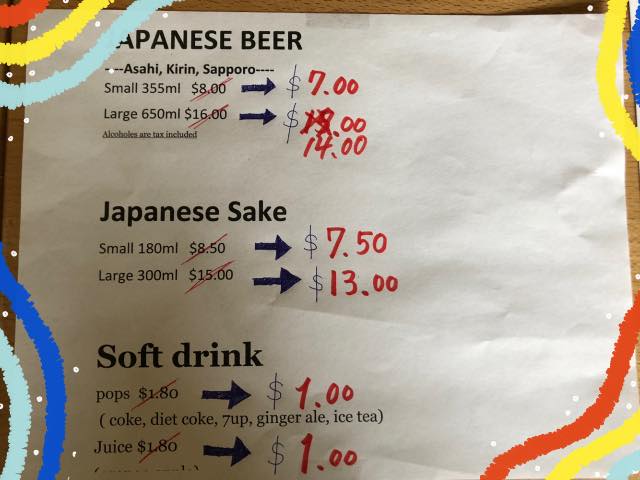 JAPANESE BEER
----Asahi, Kirin, Sapporo----
Small 355ml $8.00 $ 7.00
Large 650ml $16.00 $ .00
14.00
Alcoholes are tax included
Japanese Sake
Small 180ml $8.50 $ 7.50
Large 300ml $15.00 $ 13.00
Soft drink
pops $1.80 $ 1.00
( coke, diet coke, 7up, ginger ale, ice tea)
Juice $1.80 $ 1.00